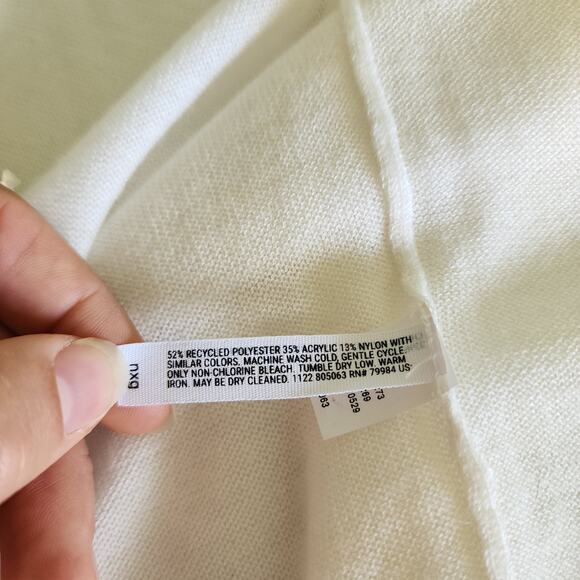 52% RECYCLED POLYESTER 35% ACRYLIC 13% NYLON WITH
SIMILAR COLORS. MACHINE WASH COLD, GENTLE CYCLE.
ONLY NON-CHLORINE BLEACH. TUMBLE DRY LOW. WARM
IRON. MAY BE DRY CLEANED. 1122 805063 RN# 79984 US
0529